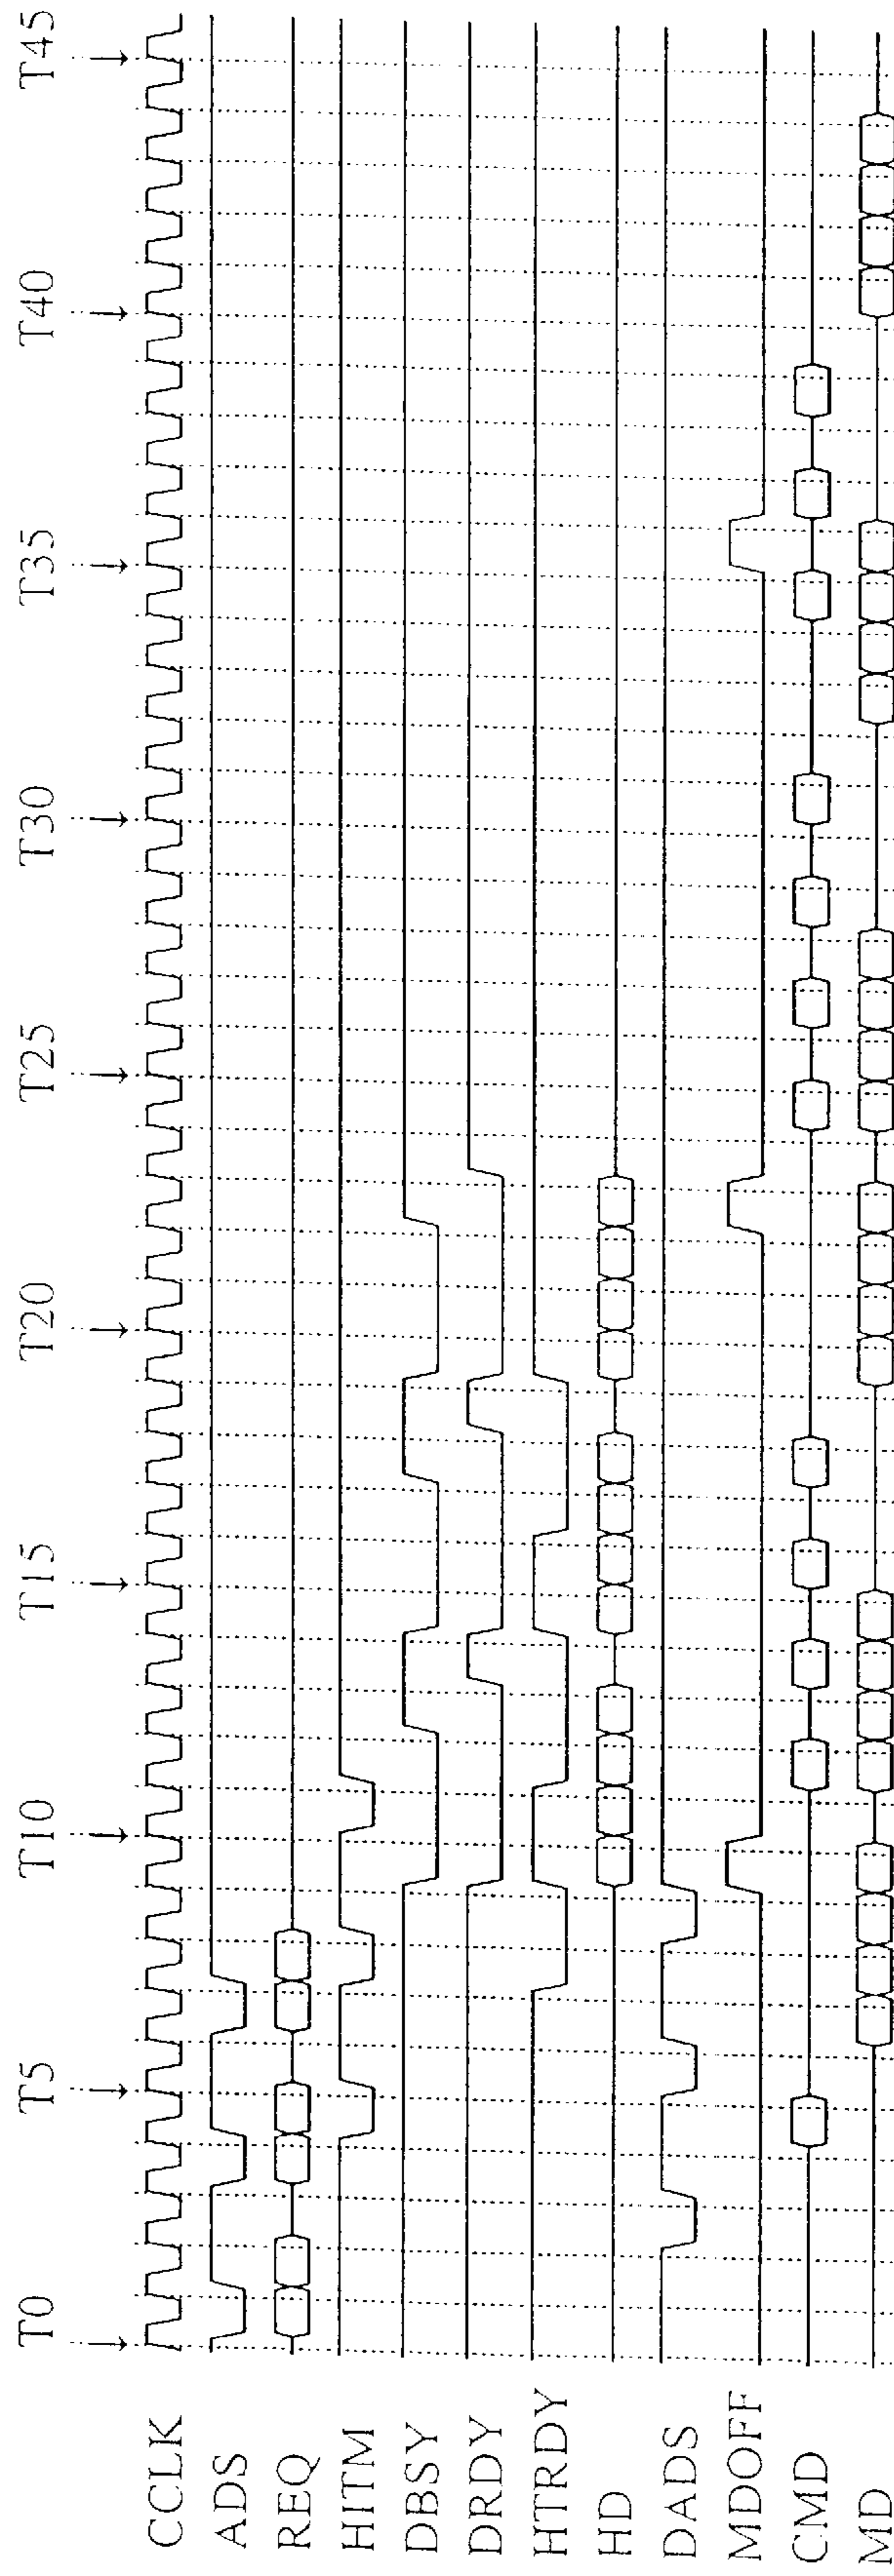 T0 T5 T10 T15 T20 T25 T30 T35 T40 T45
CCLK
ADS
REQ
HITM
DBSY
DRDY
HTRDY
HD
DADS
MDOFF
CMD
MD